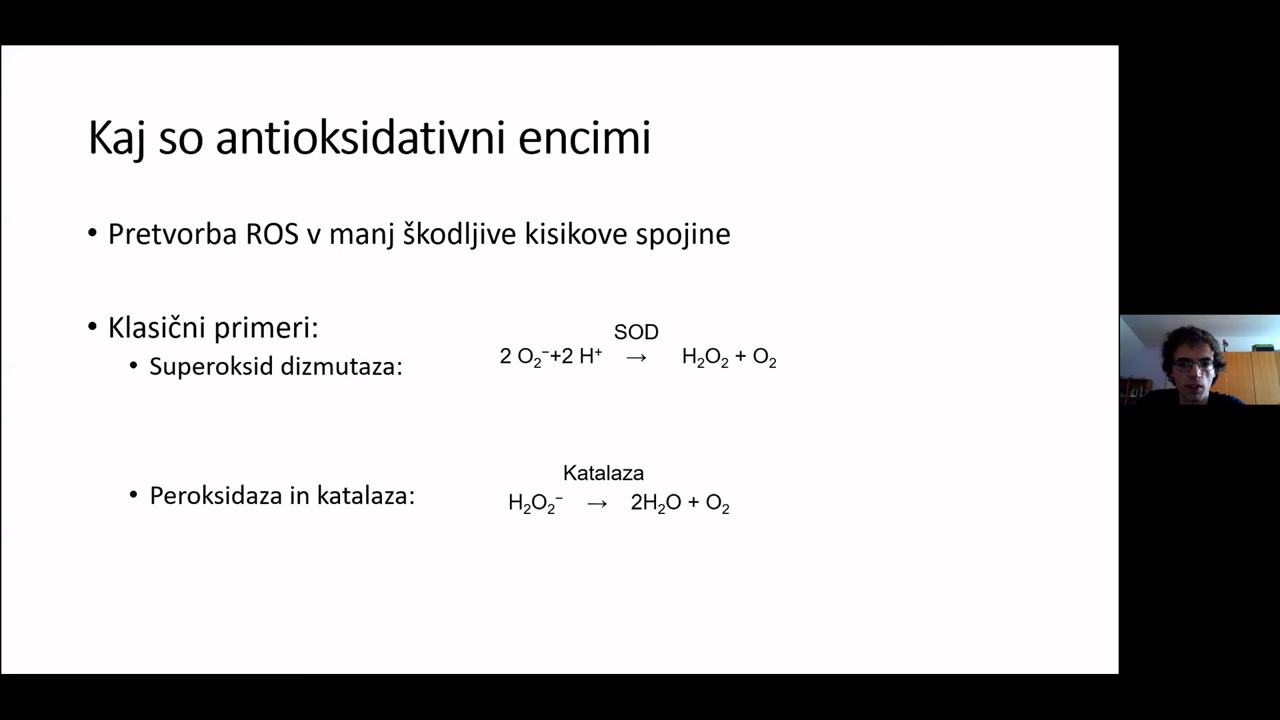 Kaj so antioksidativni encimi
• Pretvorba ROS v manj škodljive kisikove spojine
• Klasični primeri:
SOD
• Superoksid dizmutaza: 2 O₂⁻+2 H⁺ → H₂O₂ + O₂
Katalaza
• Peroksidaza in katalaza: H₂O₂⁻ → 2H₂O + O₂